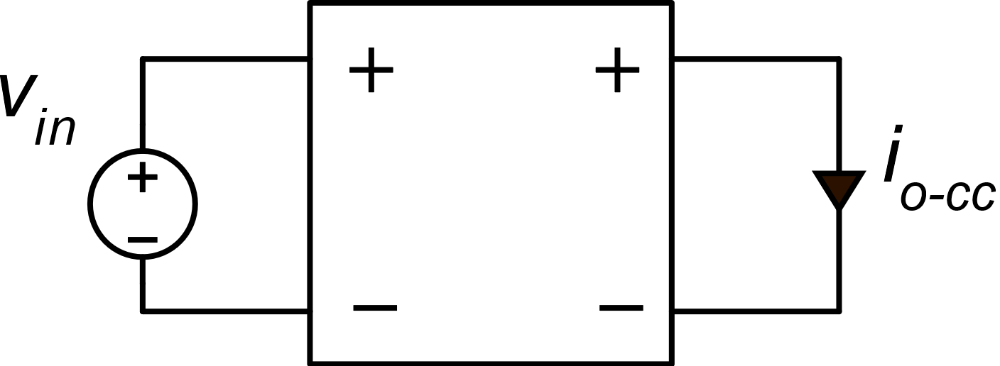 v_in
+ +
+
−
− −
i_o-cc